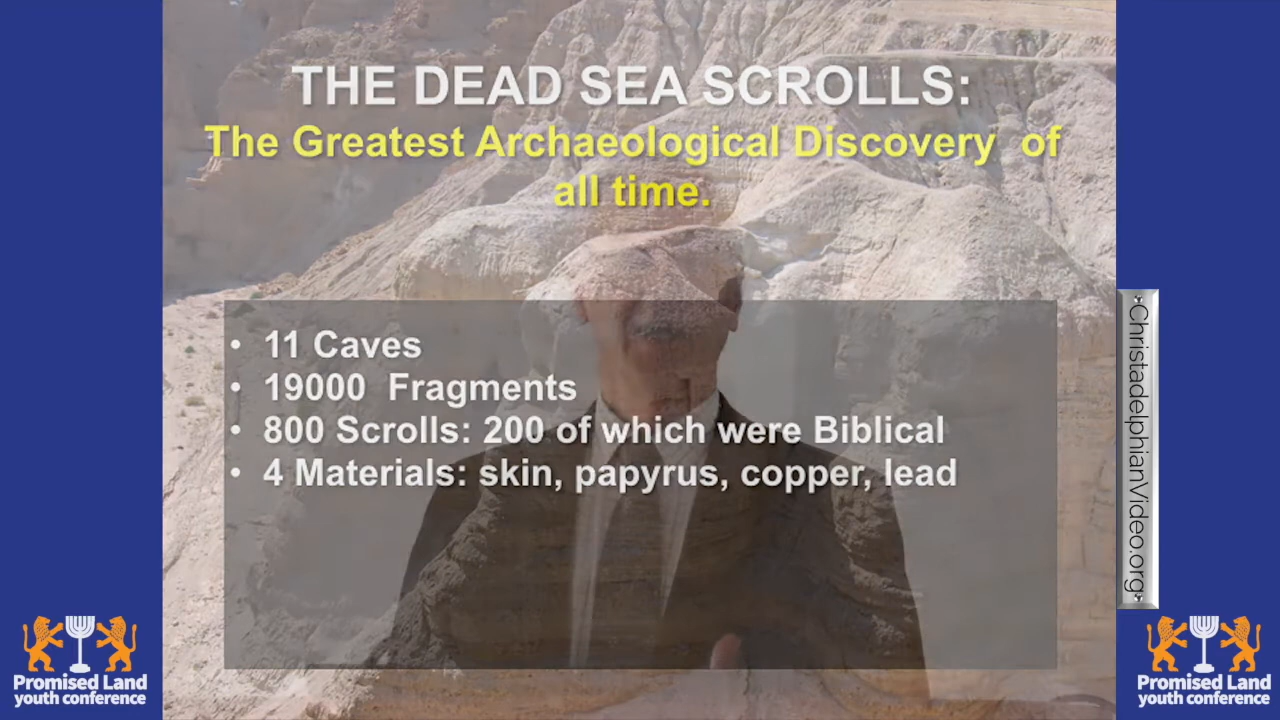 THE DEAD SEA SCROLLS:
The Greatest Archaeological Discovery of
all time.
• 11 Caves
• 19000 Fragments
• 800 Scrolls: 200 of which were Biblical
• 4 Materials: skin, papyrus, copper, lead
ChristadelphianVideo.org
Promised Land
youth conference
Promised Land
youth conference